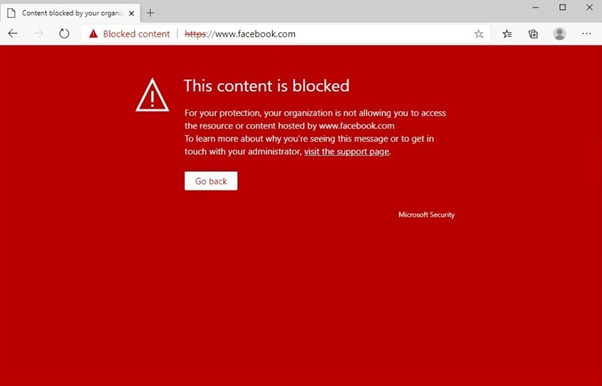 Content blocked by your organi
Blocked content | https://www.facebook.com
This content is blocked
For your protection, your organization is not allowing you to access
the resource or content hosted by www.facebook.com
To learn more about why you're seeing this message or to get in
touch with your administrator, visit the support page.
Go back
Microsoft Security